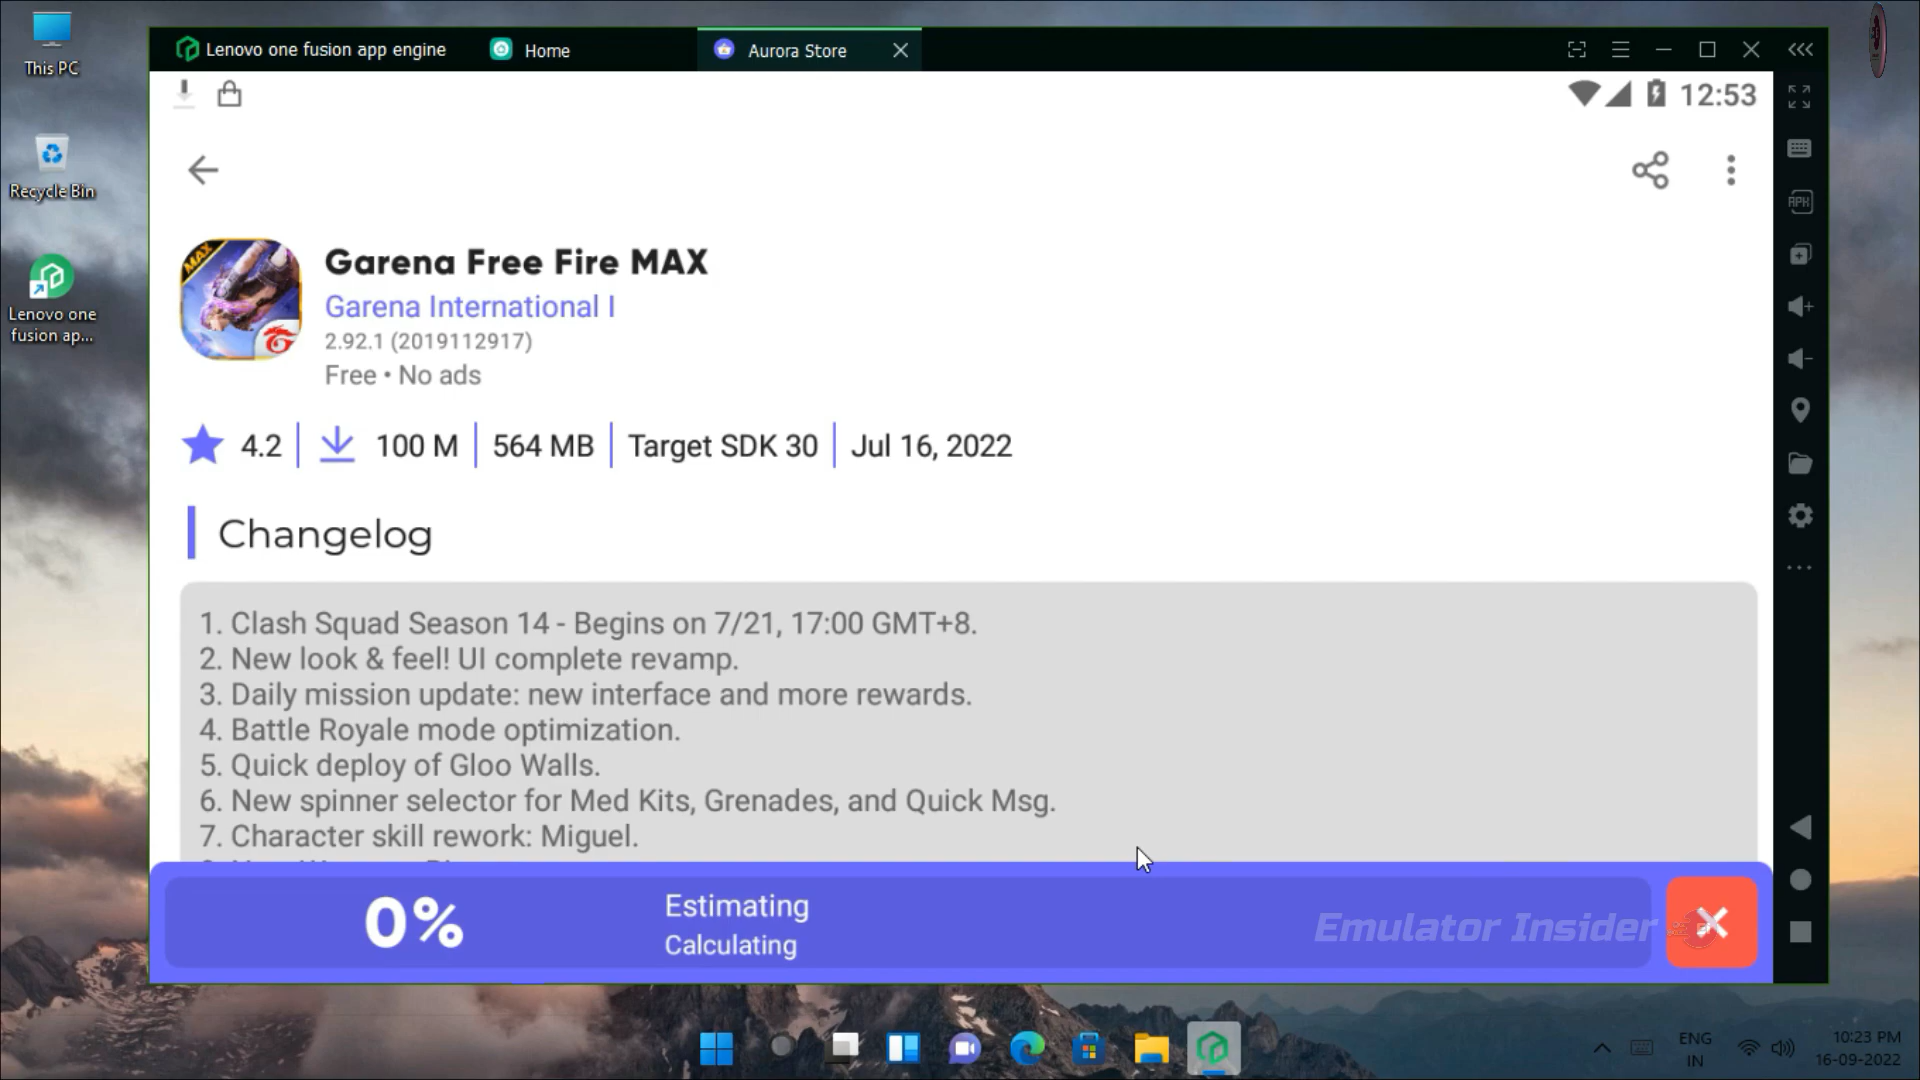 This PC
Recycle Bin
Lenovo one
fusion ap...
Lenovo one fusion app engine
Home
Aurora Store
12:53
APK
MAX
Garena Free Fire MAX
Garena International I
2.92.1 (2019112917)
Free • No ads
4.2
100 M
564 MB
Target SDK 30
Jul 16, 2022
Changelog
1. Clash Squad Season 14 - Begins on 7/21, 17:00 GMT+8.
2. New look & feel! UI complete revamp.
3. Daily mission update: new interface and more rewards.
4. Battle Royale mode optimization.
5. Quick deploy of Gloo Walls.
6. New spinner selector for Med Kits, Grenades, and Quick Msg.
7. Character skill rework: Miguel.
0%
Estimating
Calculating
Emulator Insider
ENG
IN
10:23 PM
16-09-2022